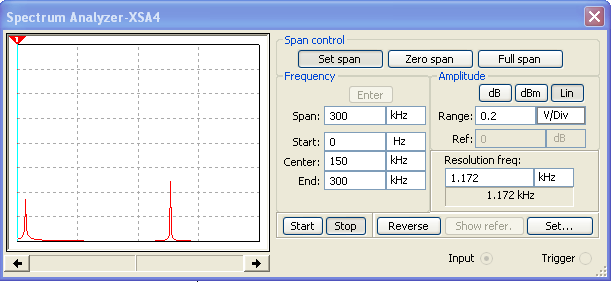 Spectrum Analyzer-XSA4
1
Span control
Set span Zero span Full span
Frequency
Enter
Span: 300 kHz
Start: 0 Hz
Center: 150 kHz
End: 300 kHz
Amplitude
dB dBm Lin
Range: 0.2 V/Div
Ref: 0 dB
Resolution freq:
1.172 kHz
1.172 kHz
Start Stop Reverse Show refer. Set...
Input Trigger